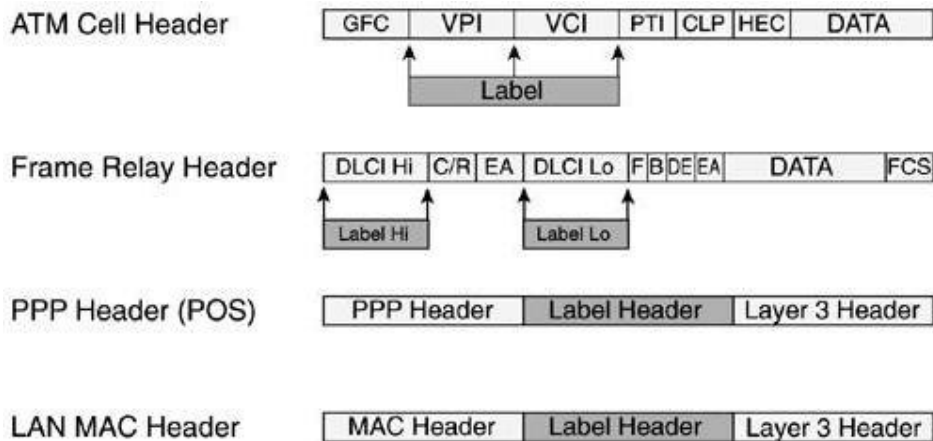 ATM Cell Header GFC VPI VCI PTI CLP HEC DATA
Label
Frame Relay Header DLCI Hi C/R EA DLCI Lo F B DE EA DATA FCS
Label Hi Label Lo
PPP Header (POS) PPP Header Label Header Layer 3 Header
LAN MAC Header MAC Header Label Header Layer 3 Header